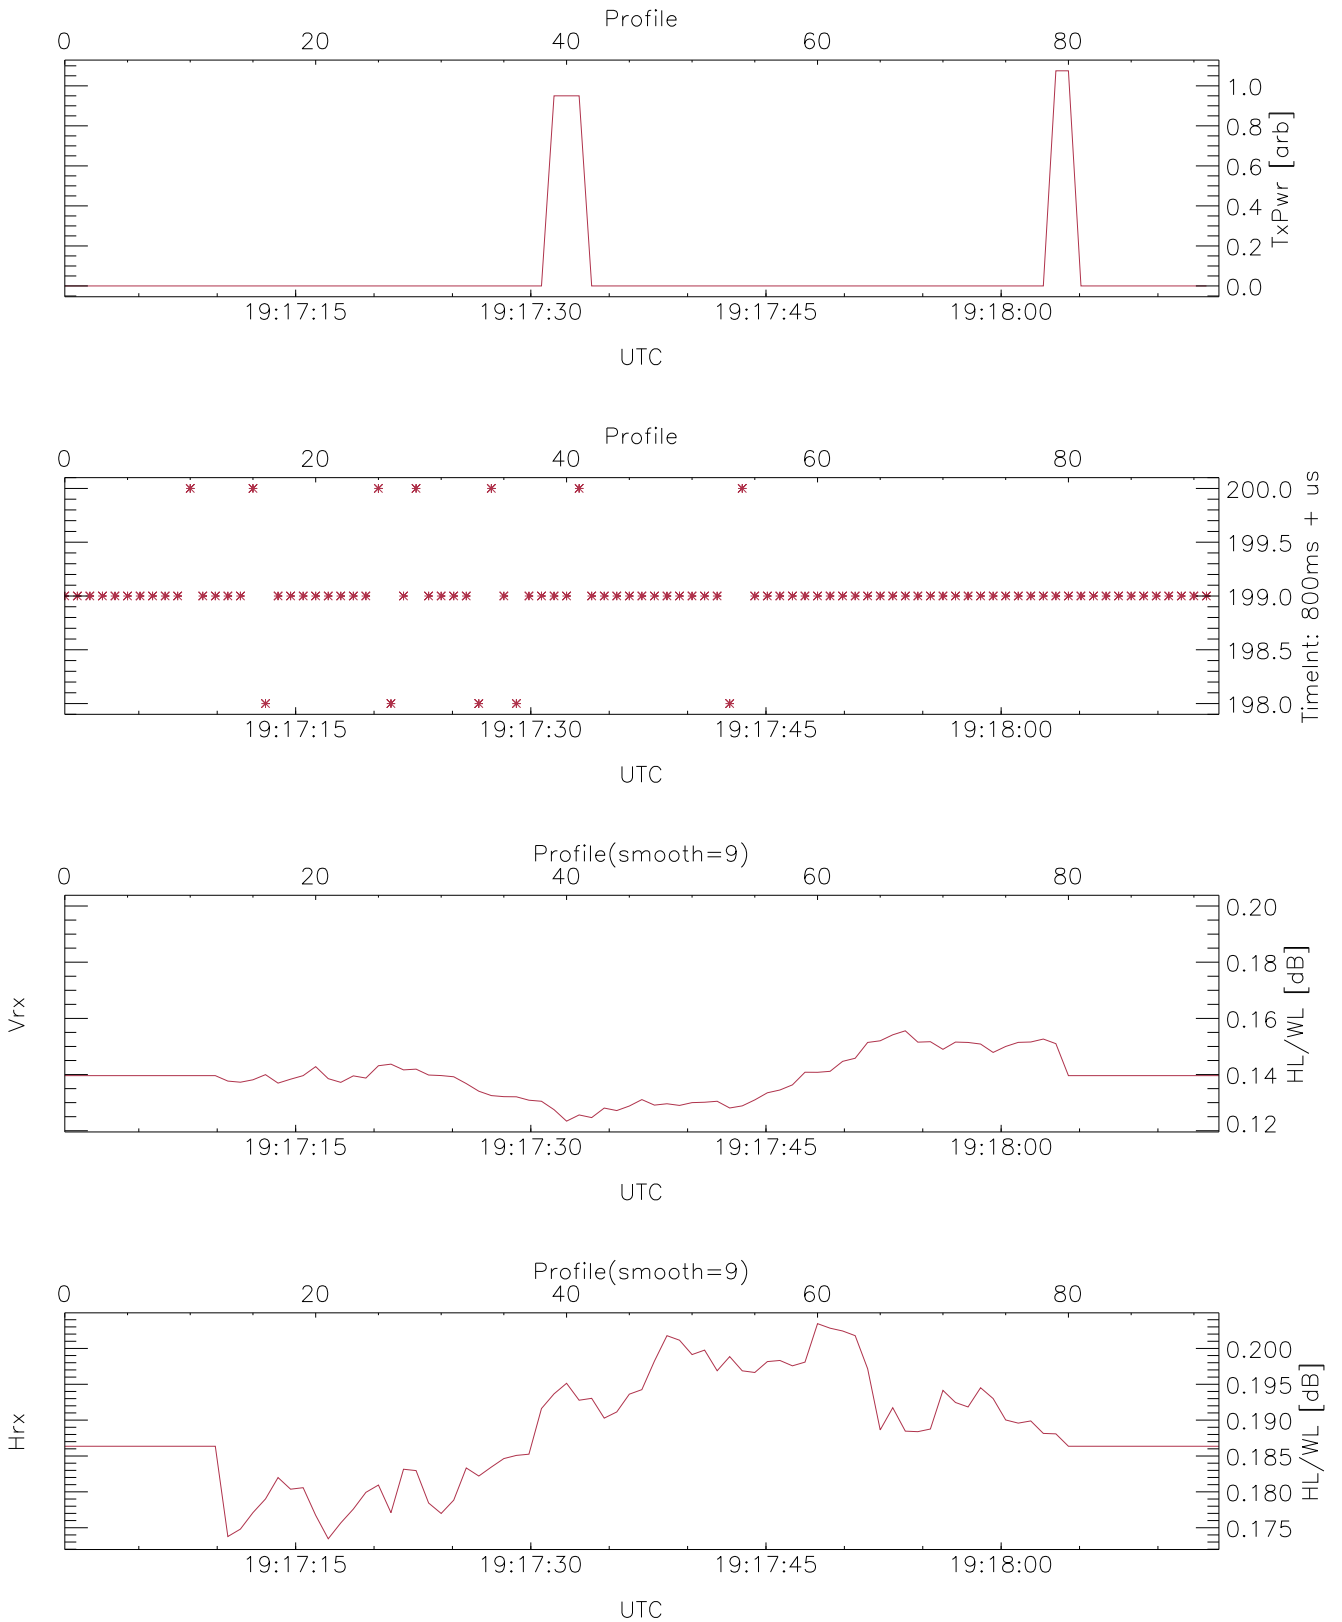 Profile
0 20 40 60 80
1.0
0.8
0.6
0.4
0.2
0.0
TxPwr [arb]
19:17:15 19:17:30 19:17:45 19:18:00
UTC
Profile
0 20 40 60 80
200.0
199.5
199.0
198.5
198.0
TimeInt: 800ms + us
19:17:15 19:17:30 19:17:45 19:18:00
UTC
Profile(smooth=9)
0 20 40 60 80
Vrx
0.20
0.18
0.16
0.14
0.12
HL/WL [dB]
19:17:15 19:17:30 19:17:45 19:18:00
UTC
Profile(smooth=9)
0 20 40 60 80
Hrx
0.200
0.195
0.190
0.185
0.180
0.175
HL/WL [dB]
19:17:15 19:17:30 19:17:45 19:18:00
UTC